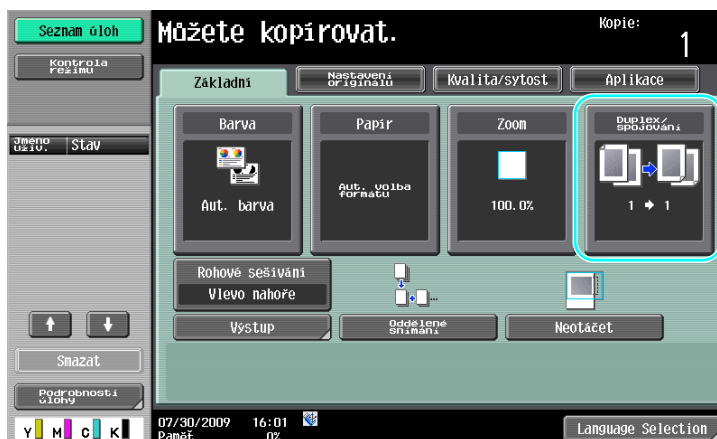 Seznam úloh
Můžete kopírovat.
Kopie:
1
Kontrola
režimu
Základní
Nastavení
originálu
Kvalita/sytost
Aplikace
Jméno
uživ.
Stav
Barva
Papír
Zoom
Duplex/
spojování
Aut. barva
Aut. volba
formátu
100.0%
1 ➔ 1
Rohové sešívání
Vlevo nahoře
Výstup
Oddělené
snímání
Neotáčet
Smazat
Podrobnosti
úlohy
Y M C K
07/30/2009 16:01
Paměť 0%
Language Selection